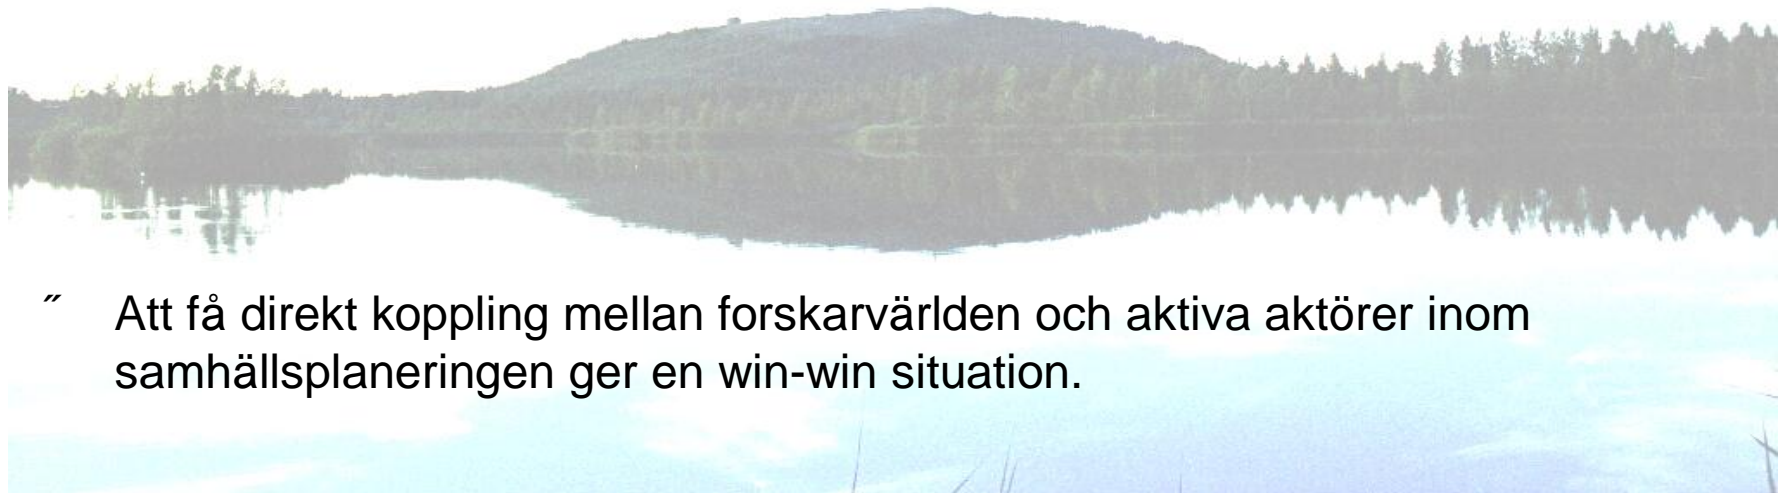 ˝ Att få direkt koppling mellan forskarvärlden och aktiva aktörer inom
samhällsplaneringen ger en win-win situation.